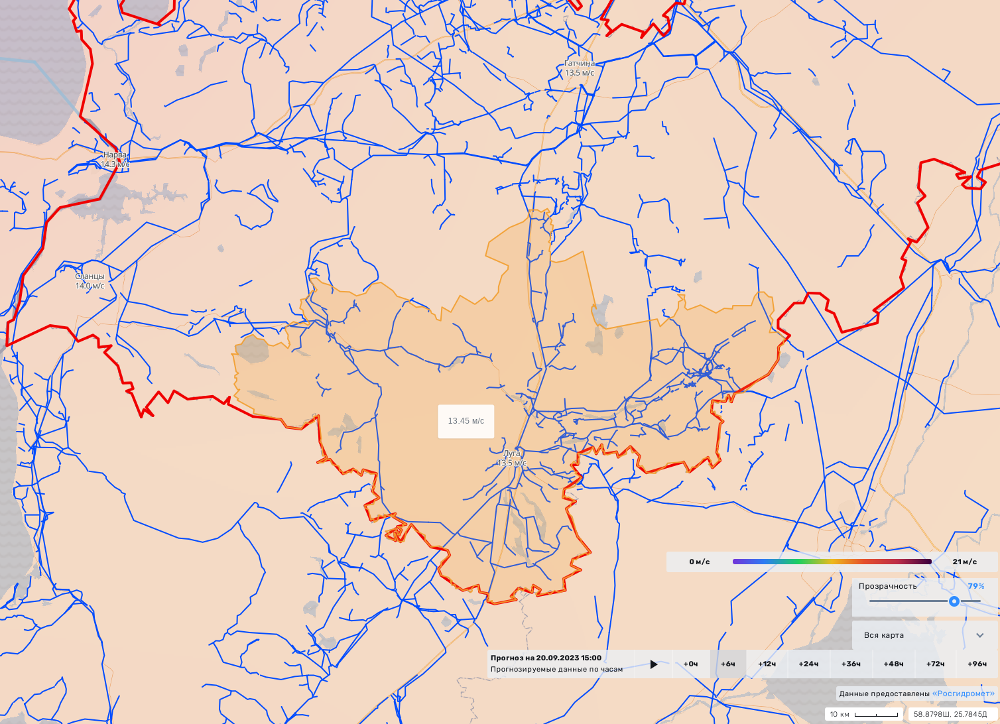 Гатчина
13.5 м/с
Нарва
14.3 м/с
Сланцы
14.0 м/с
13.45 м/с
Луга
13.5 м/с
0 м/с
21 м/с
Прозрачность 79%
Вся карта
Прогноз на 20.09.2023 15:00
Прогнозируемые данные по часам
+0ч +6ч +12ч +24ч +36ч +48ч +72ч +96ч
Данные предоставлены «Росгидромет»
10 км
58.8798Ш, 25.7845Д